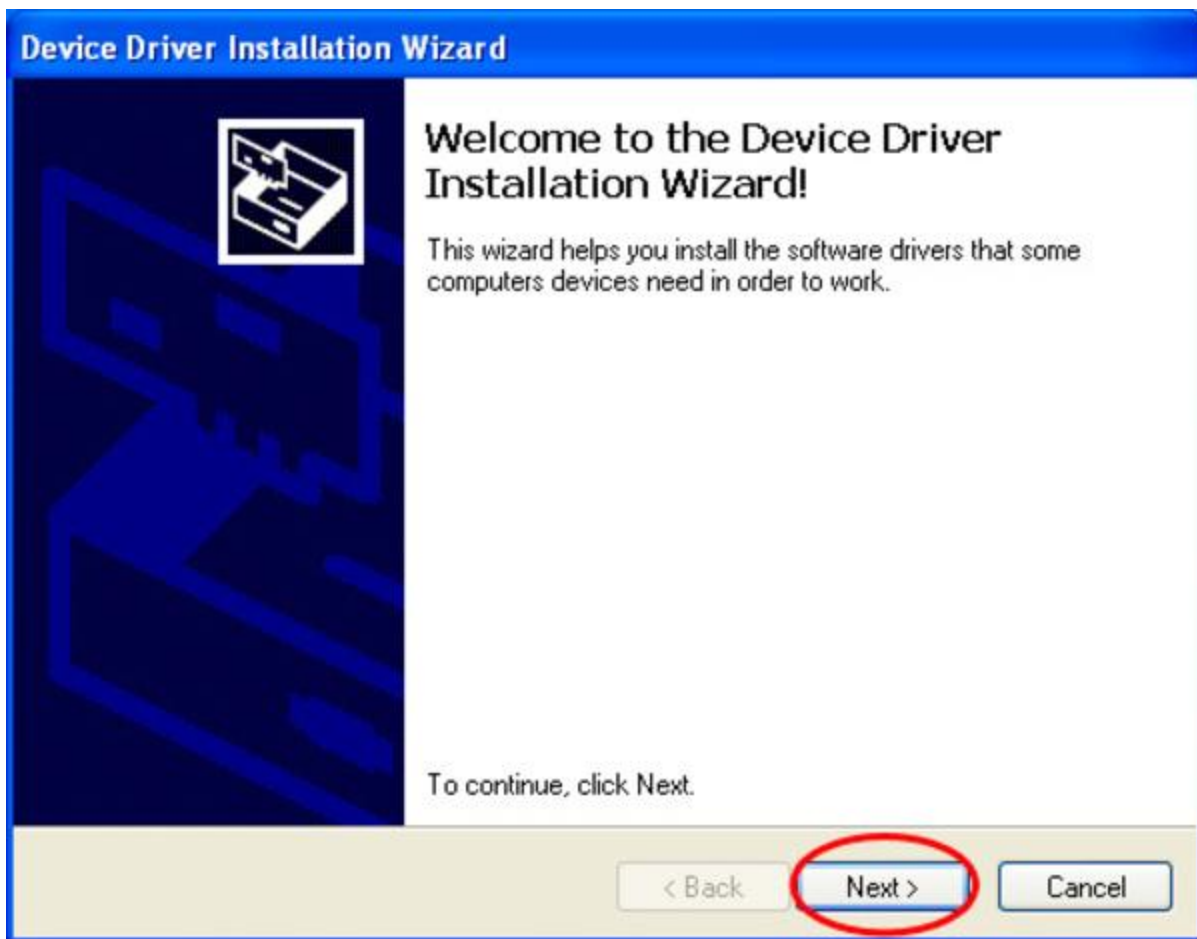 Device Driver Installation Wizard
Welcome to the Device Driver
Installation Wizard!
This wizard helps you install the software drivers that some
computers devices need in order to work.
To continue, click Next.
< Back
Next >
Cancel